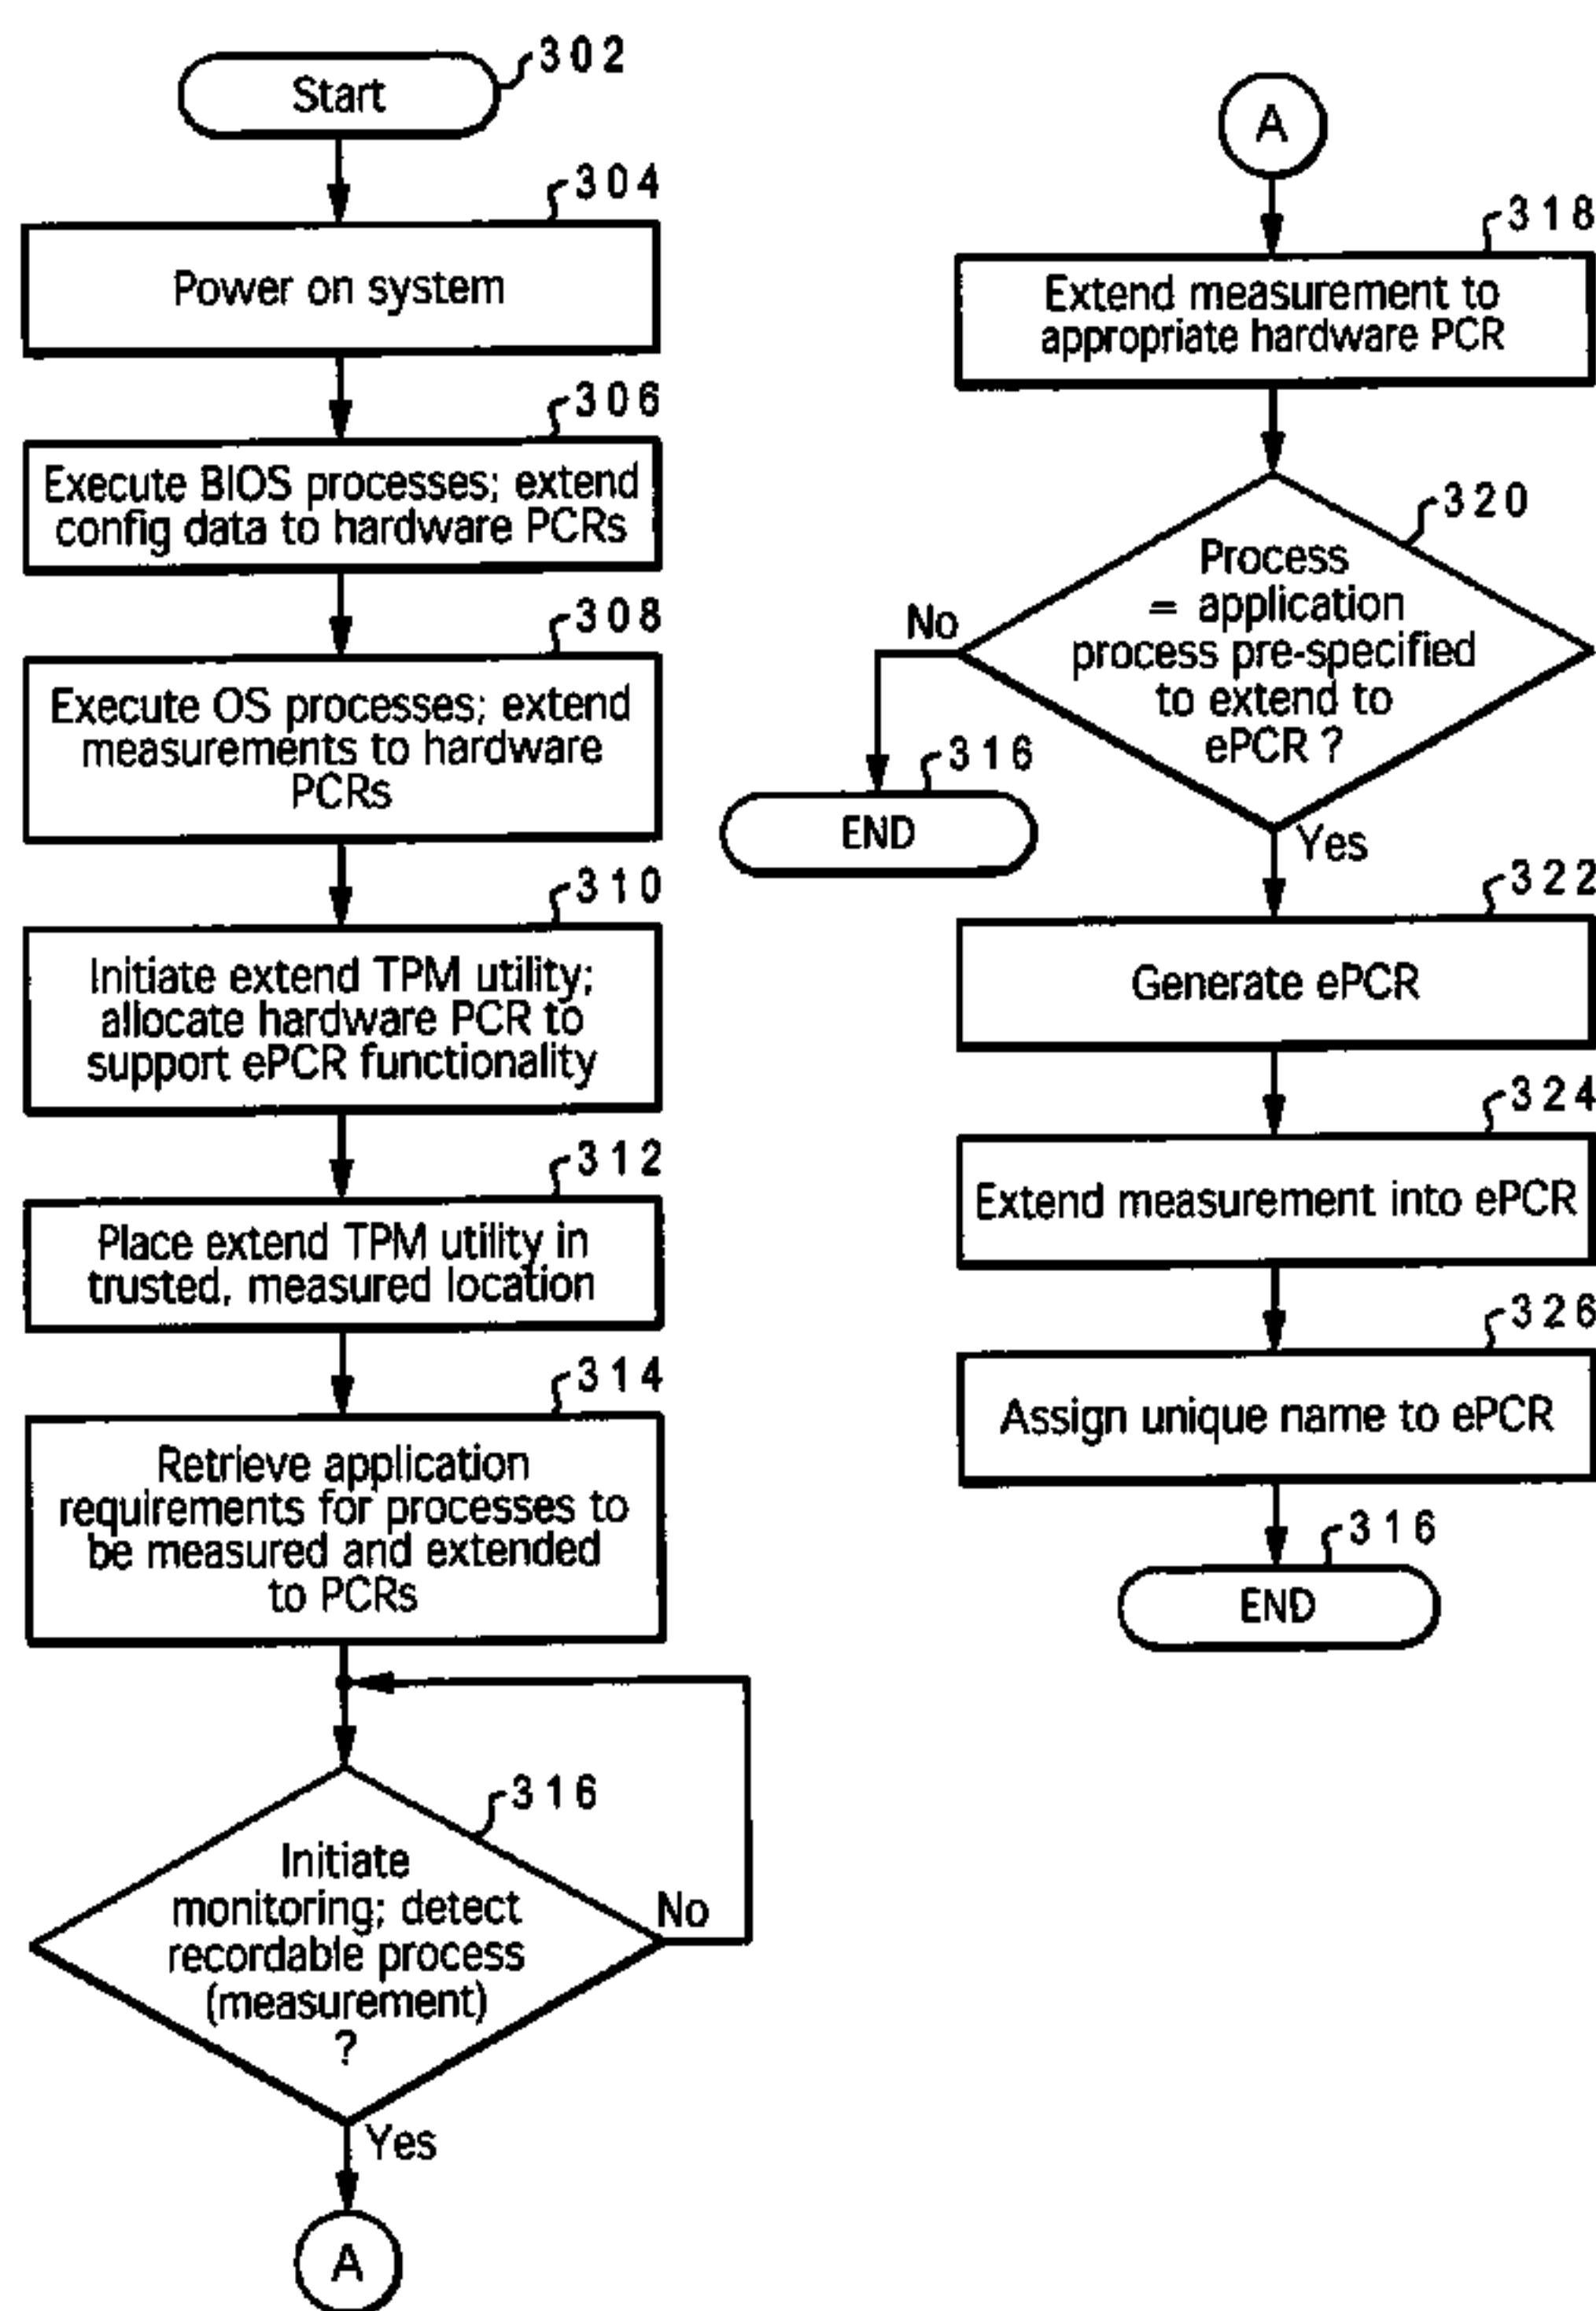 302
Start
304
Power on system
306
Execute BIOS processes; extend
config data to hardware PCRs
308
Execute OS processes; extend
measurements to hardware
PCRs
310
Initiate extend TPM utility;
allocate hardware PCR to
support ePCR functionality
312
Place extend TPM utility in
trusted, measured location
314
Retrieve application
requirements for processes to
be measured and extended
to PCRs
316
Initiate
monitoring; detect
recordable process
(measurement)
?
No
Yes
A
A
318
Extend measurement to
appropriate hardware PCR
320
Process
= application
process pre-specified
to extend to
ePCR ?
No
316
END
Yes
322
Generate ePCR
324
Extend measurement into ePCR
326
Assign unique name to ePCR
316
END